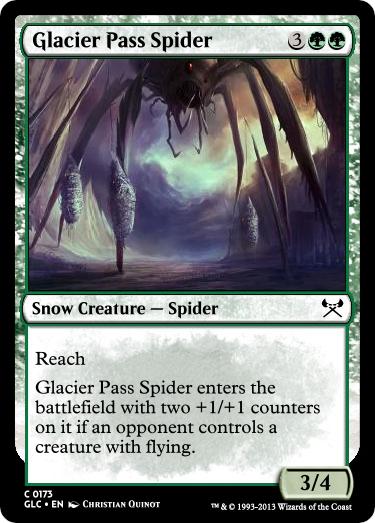 Glacier Pass Spider 3
Snow Creature — Spider
Reach
Glacier Pass Spider enters the
battlefield with two +1/+1 counters
on it if an opponent controls a
creature with flying.
3/4
C 0173
GLC • EN Christian Quinot
™ & © 1993-2013 Wizards of the Coast